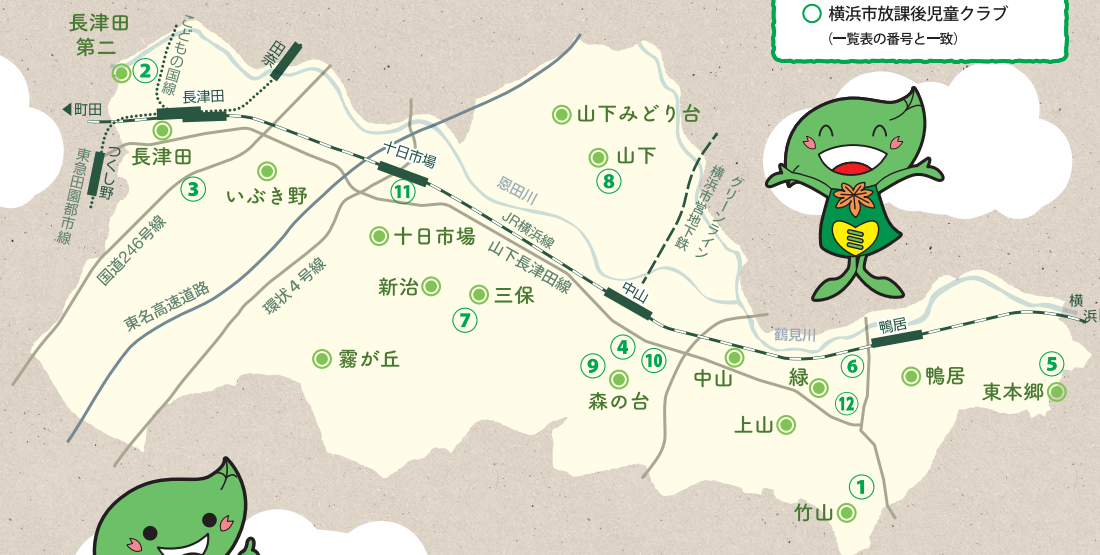 横浜市放課後児童クラブ
（一覧表の番号と一致）
長津田
第二
②
こどもの国線
田奈
長津田
町田
長津田
つくし野
東急田園都市線
③
いぶき野
国道246号線
東名高速道路
環状4号線
十日市場
⑪
十日市場
新治
三保
⑦
霧が丘
恩田川
JR横浜線
山下長津田線
山下みどり台
山下
⑧
グリーンライン
横浜市営地下鉄
中山
④
⑨
⑩
森の台
中山
鶴見川
緑
⑥
⑫
上山
①
竹山
鴨居
鴨居
横浜
⑤
東本郷